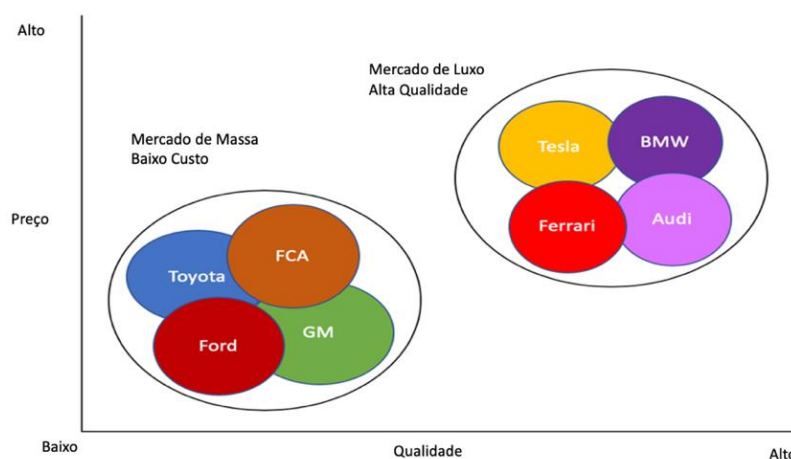 Alto
Mercado de Luxo
Alta Qualidade
Tesla
BMW
Mercado de Massa
Baixo Custo
Preço
Ferrari
Audi
FCA
Toyota
Ford
GM
Baixo
Qualidade
Alto